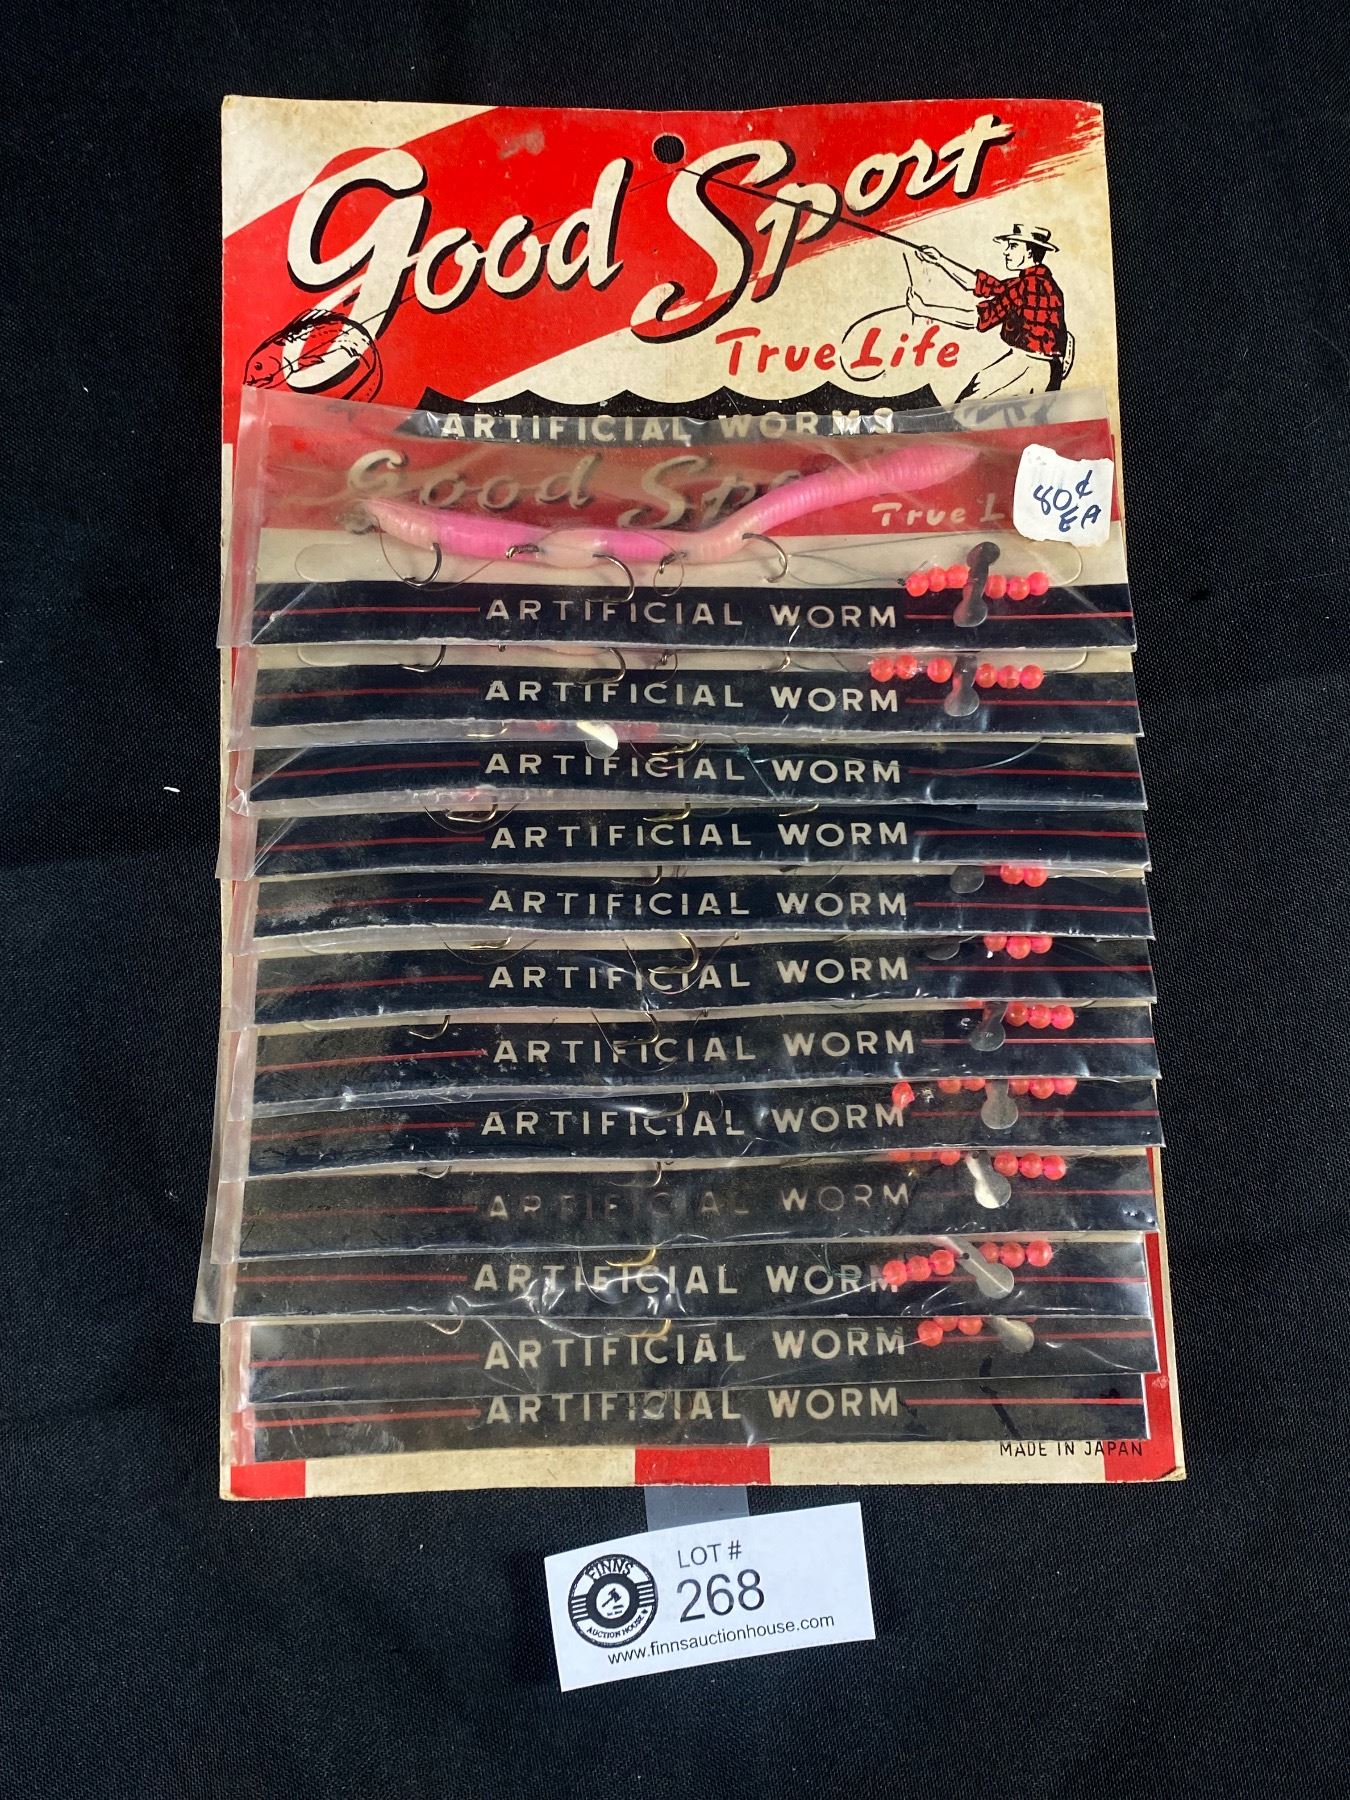 Good Sport
True Life
ARTIFICIAL WORMS
Good Spo
True L
80¢
EA
ARTIFICIAL WORM
ARTIFICIAL WORM
ARTIFICIAL WORM
ARTIFICIAL WORM
ARTIFICIAL WORM
ARTIFICIAL WORM
ARTIFICIAL WORM
ARTIFICIAL WORM
ARTIFICIAL WORM
ARTIFICIAL WORM
ARTIFICIAL WORM
ARTIFICIAL WORM
MADE IN JAPAN
LOT #
268
FINNS
AUCTION HOUSE
www.finnsauctionhouse.com